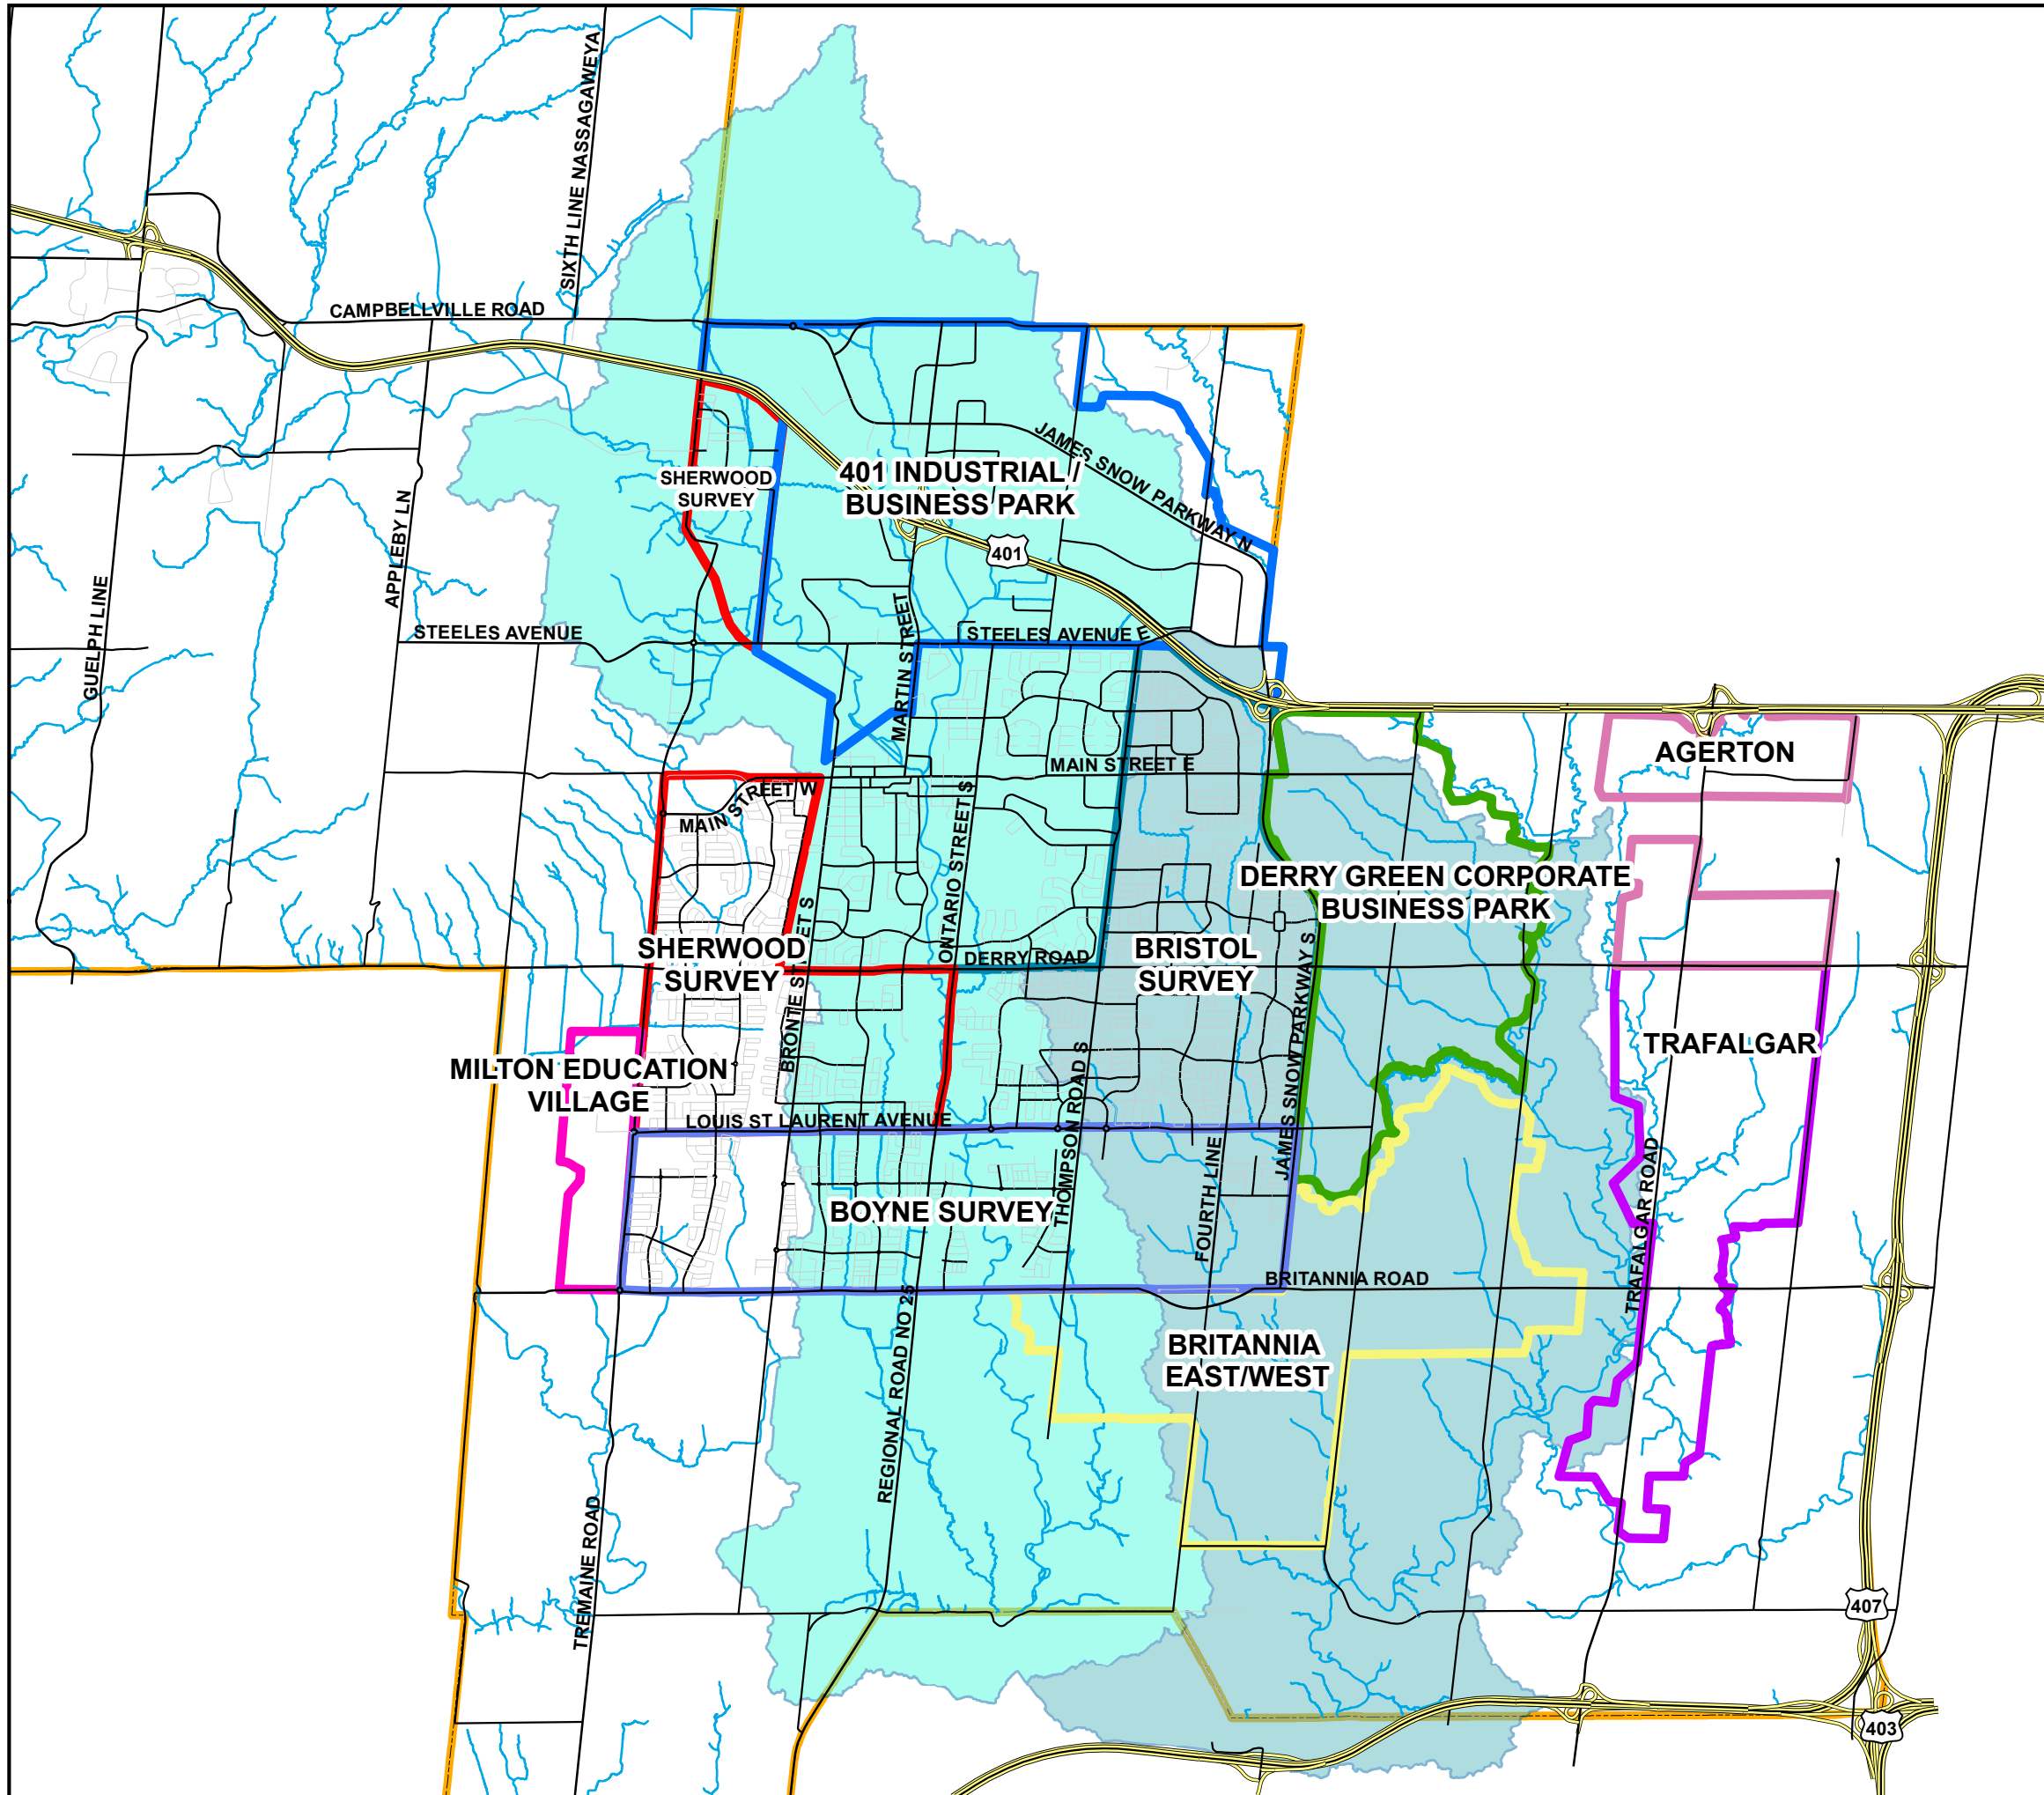 SIXTH LINE NASSAGAWEYA
CAMPBELLVILLE ROAD
JAMES SNOW PARKWAY N
SHERWOOD
SURVEY
401 INDUSTRIAL /
BUSINESS PARK
401
APPLEBY LN
GUELPH LINE
STEELES AVENUE
MARTIN STREET
STEELES AVENUE E
AGERTON
MAIN STREET E
MAIN STREET W
ONTARIO STREET S
DERRY GREEN CORPORATE
BUSINESS PARK
SHERWOOD
SURVEY
BRONTE STREET S
DERRY ROAD
BRISTOL
SURVEY
JAMES SNOW PARKWAY S
TRAFALGAR
MILTON EDUCATION
VILLAGE
LOUIS ST LAURENT AVENUE
THOMPSON ROAD S
FOURTH LINE
TRAFALGAR ROAD
BOYNE SURVEY
BRITANNIA ROAD
REGIONAL ROAD NO 25
BRITANNIA
EAST/WEST
TREMAINE ROAD
407
403